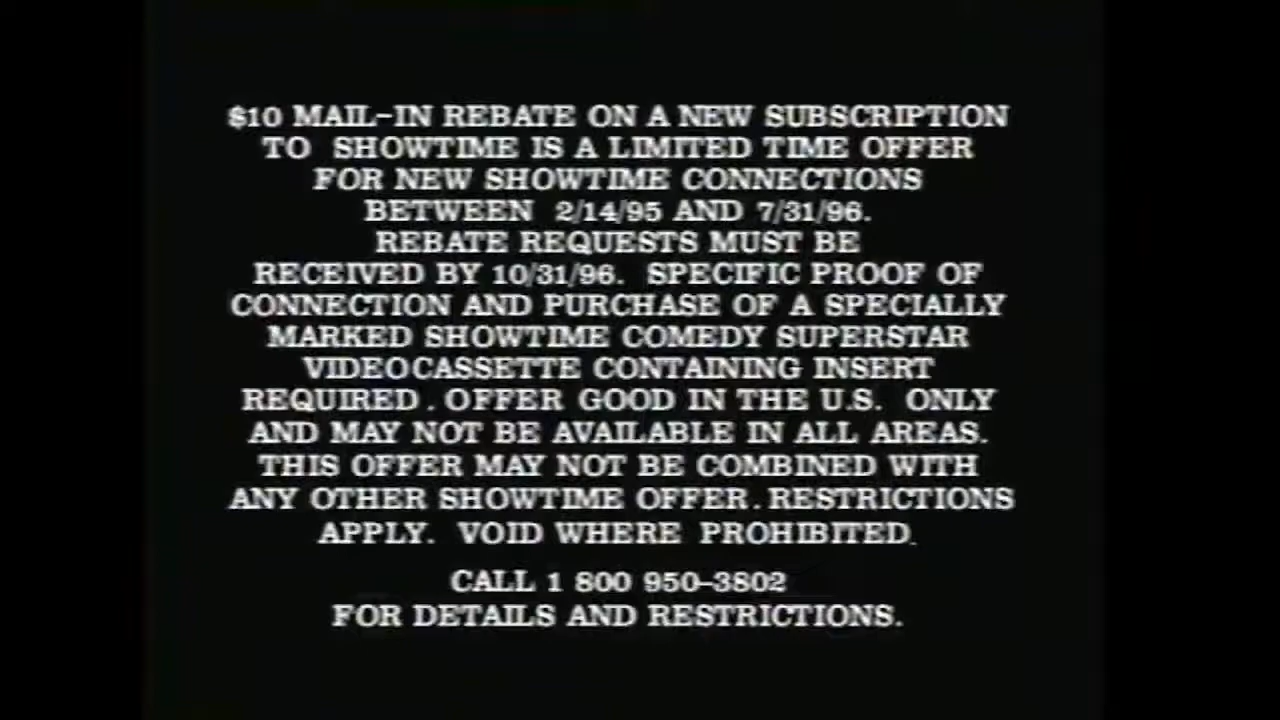 $10 MAIL-IN REBATE ON A NEW SUBSCRIPTION
TO SHOWTIME IS A LIMITED TIME OFFER
FOR NEW SHOWTIME CONNECTIONS
BETWEEN 2/14/95 AND 7/31/96.
REBATE REQUESTS MUST BE
RECEIVED BY 10/31/96. SPECIFIC PROOF OF
CONNECTION AND PURCHASE OF A SPECIALLY
MARKED SHOWTIME COMEDY SUPERSTAR
VIDEOCASSETTE CONTAINING INSERT
REQUIRED. OFFER GOOD IN THE U.S. ONLY
AND MAY NOT BE AVAILABLE IN ALL AREAS.
THIS OFFER MAY NOT BE COMBINED WITH
ANY OTHER SHOWTIME OFFER. RESTRICTIONS
APPLY. VOID WHERE PROHIBITED.
CALL 1 800 950-3802
FOR DETAILS AND RESTRICTIONS.